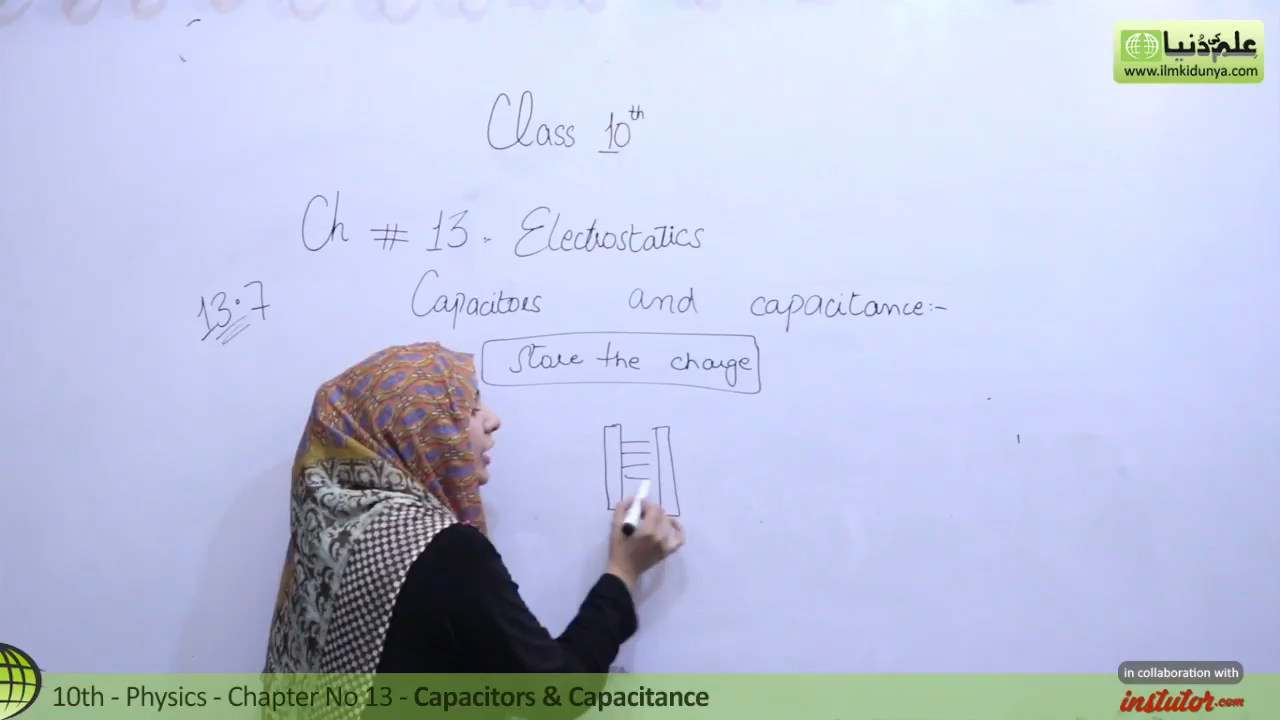 علم کی دنیا
www.ilmkidunya.com
Class 10th
Ch # 13. Electrostatics
13.7 Capacitors and capacitance:-
Store the charge
in collaboration with
instutor.com
10th - Physics - Chapter No 13 - Capacitors & Capacitance